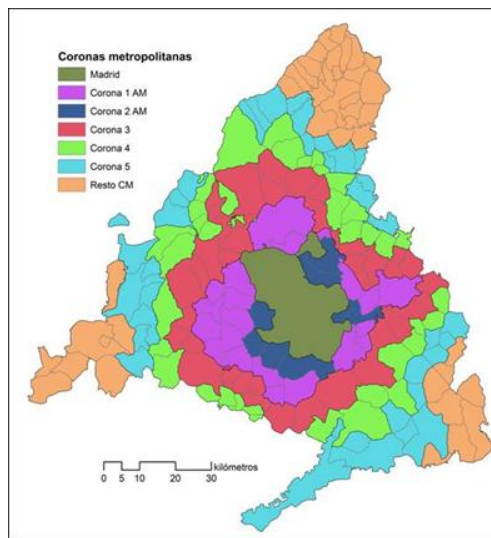 Coronas metropolitanas
Madrid
Corona 1 AM
Corona 2 AM
Corona 3
Corona 4
Corona 5
Resto CM
kilómetros
0 5 10 20 30